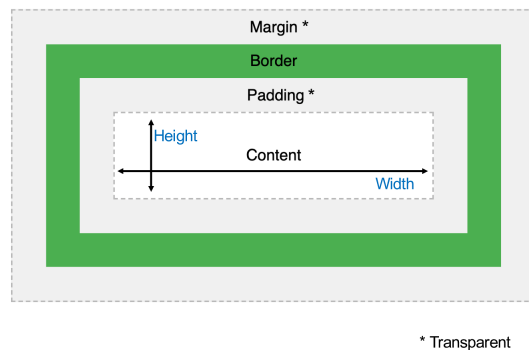 Margin *
Border
Padding *
Height
Content
Width
* Transparent